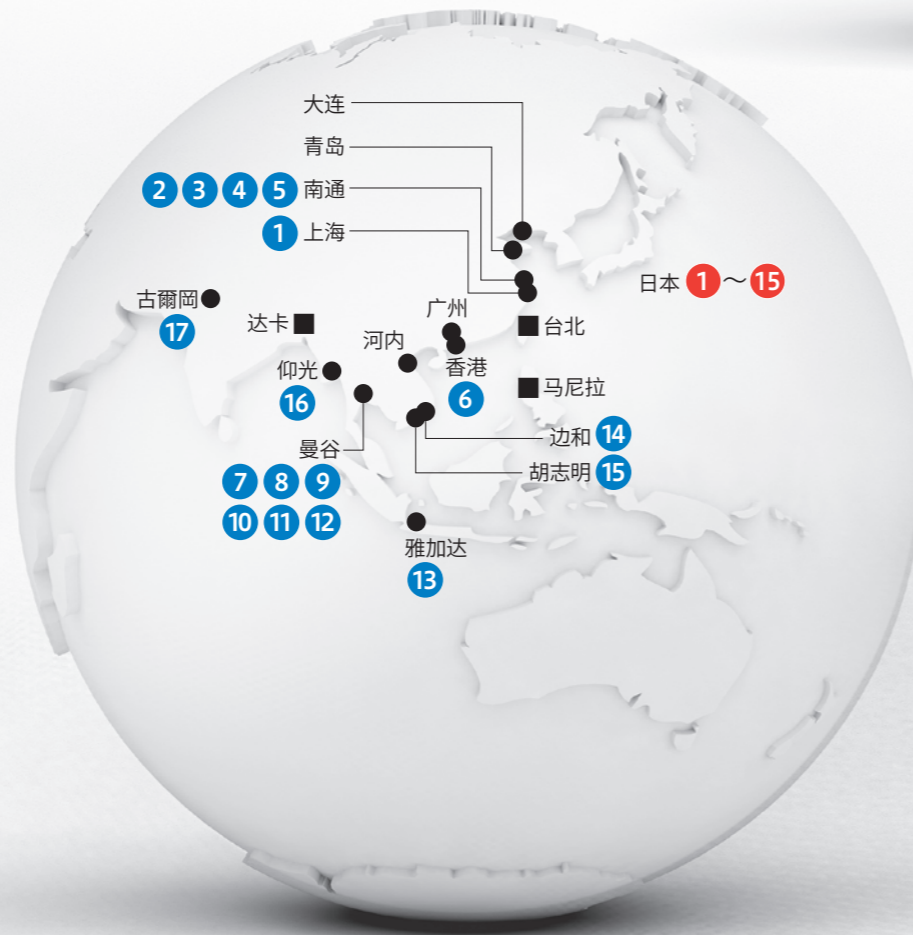 大连
青岛
2 3 4 5 南通
1 上海
日本 1～15
古爾岡
17
广州
达卡
台北
河内
仰光
16
香港
6
马尼拉
边和 14
曼谷
胡志明 15
7 8 9
10 11 12
雅加达
13